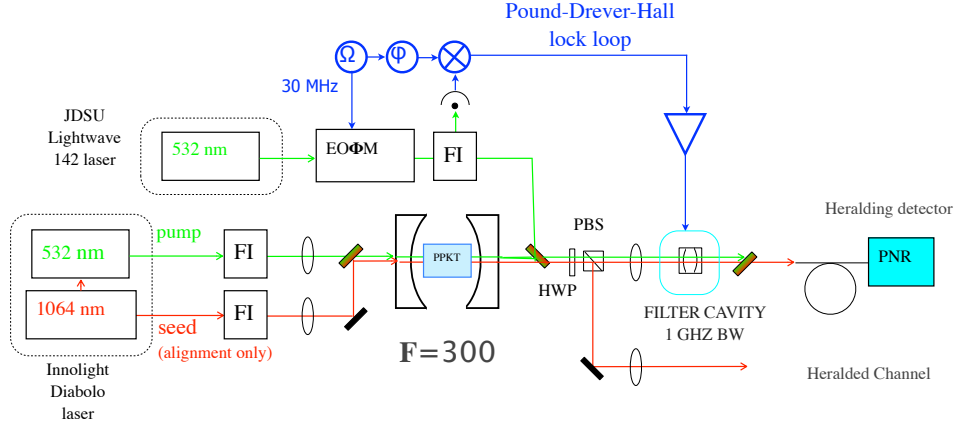 Pound-Drever-Hall
lock loop
Ω
φ
30 MHz
JDSU
Lightwave
142 laser
532 nm
EOΦM
FI
532 nm
pump
FI
PPKT
PBS
HWP
Heralding detector
PNR
1064 nm
seed
(alignment only)
FI
F=300
FILTER CAVITY
1 GHZ BW
Innolight
Diabolo
laser
Heralded Channel